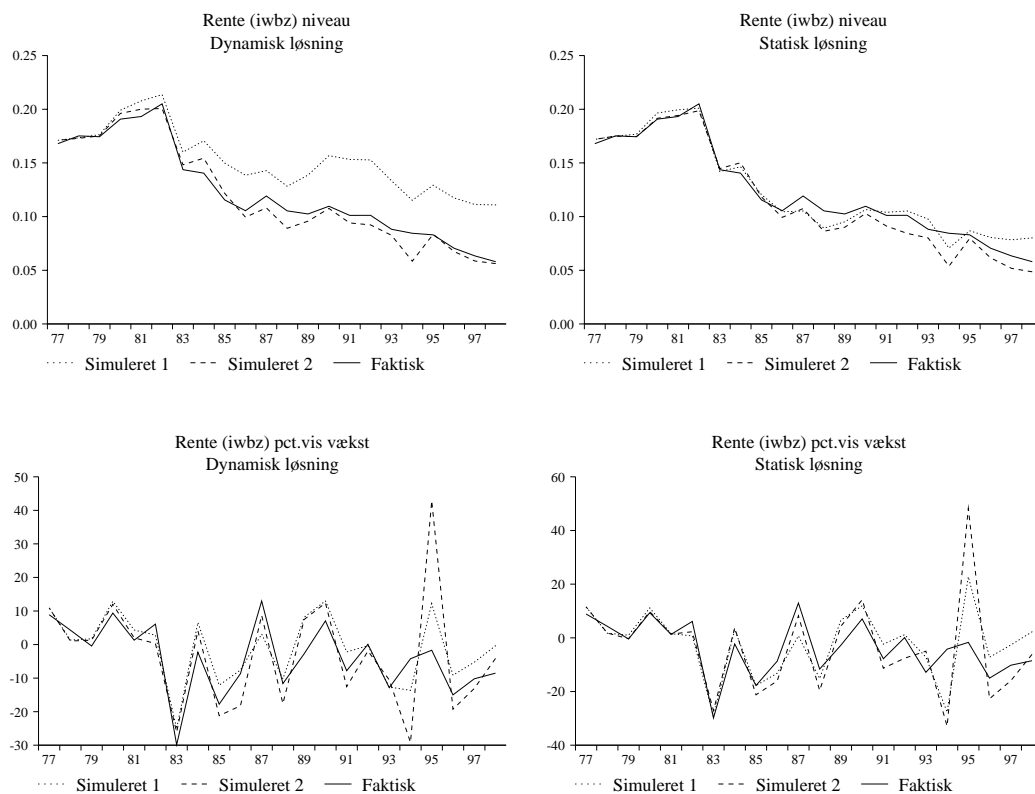 Rente (iwbz) niveau
Dynamisk løsning
0.25
0.20
0.15
0.10
0.05
0.00
77 79 81 83 85 87 89 91 93 95 97
Simuleret 1 Simuleret 2 Faktisk
Rente (iwbz) niveau
Statisk løsning
0.25
0.20
0.15
0.10
0.05
0.00
77 79 81 83 85 87 89 91 93 95 97
Simuleret 1 Simuleret 2 Faktisk
Rente (iwbz) pct.vis vækst
Dynamisk løsning
50
40
30
20
10
0
-10
-20
-30
77 79 81 83 85 87 89 91 93 95 97
Simuleret 1 Simuleret 2 Faktisk
Rente (iwbz) pct.vis vækst
Statisk løsning
60
40
20
0
-20
-40
77 79 81 83 85 87 89 91 93 95 97
Simuleret 1 Simuleret 2 Faktisk